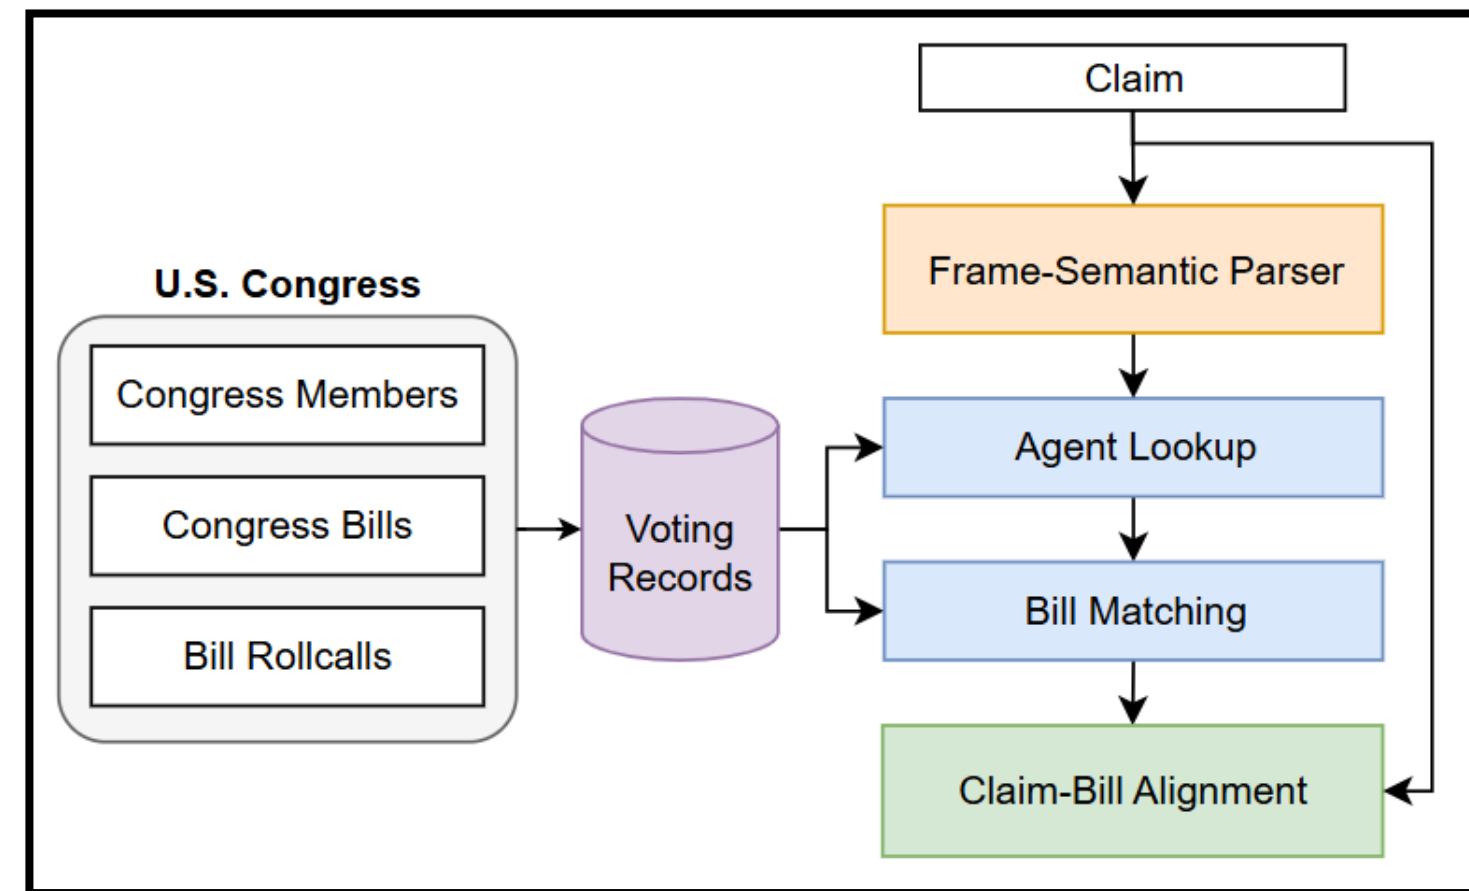 U.S. Congress
Congress Members
Congress Bills
Bill Rollcalls
Voting
Records
Claim
Frame-Semantic Parser
Agent Lookup
Bill Matching
Claim-Bill Alignment